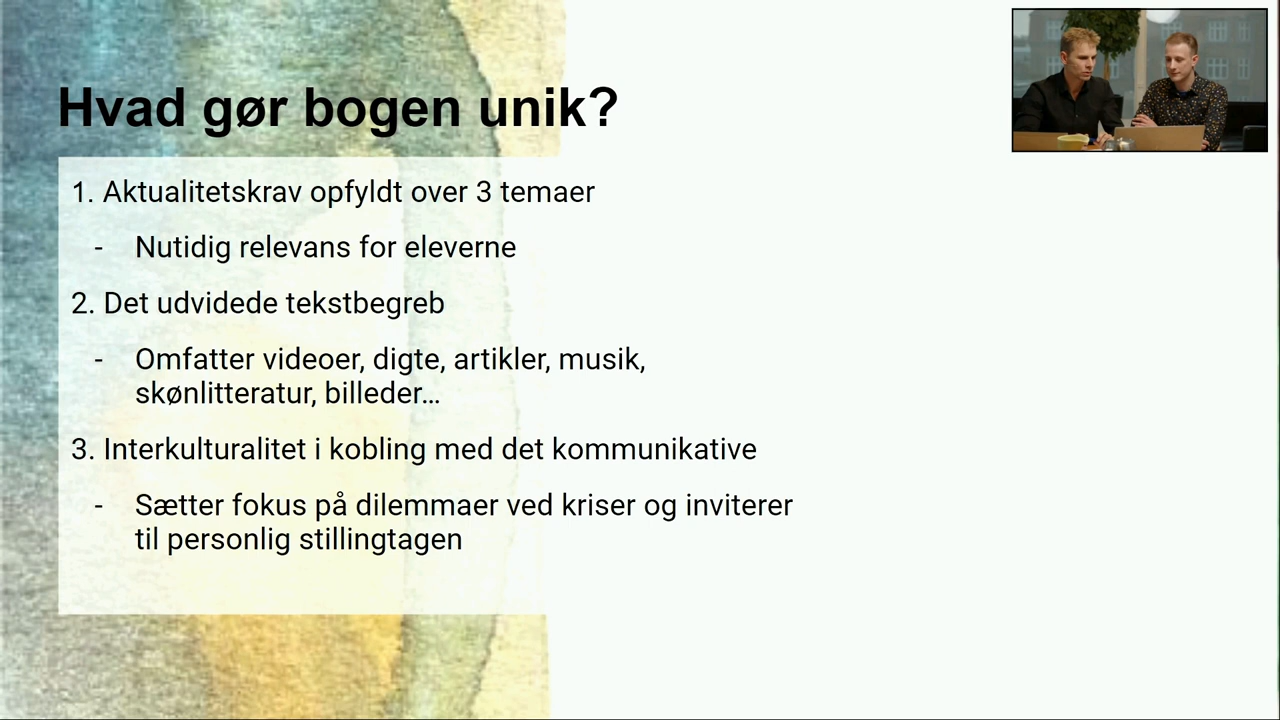 Hvad gør bogen unik?
1. Aktualitetskrav opfyldt over 3 temaer
- Nutidig relevans for eleverne
2. Det udvidede tekstbegreb
- Omfatter videoer, digte, artikler, musik,
skønlitteratur, billeder...
3. Interkulturalitet i kobling med det kommunikative
- Sætter fokus på dilemmaer ved kriser og inviterer
til personlig stillingtagen